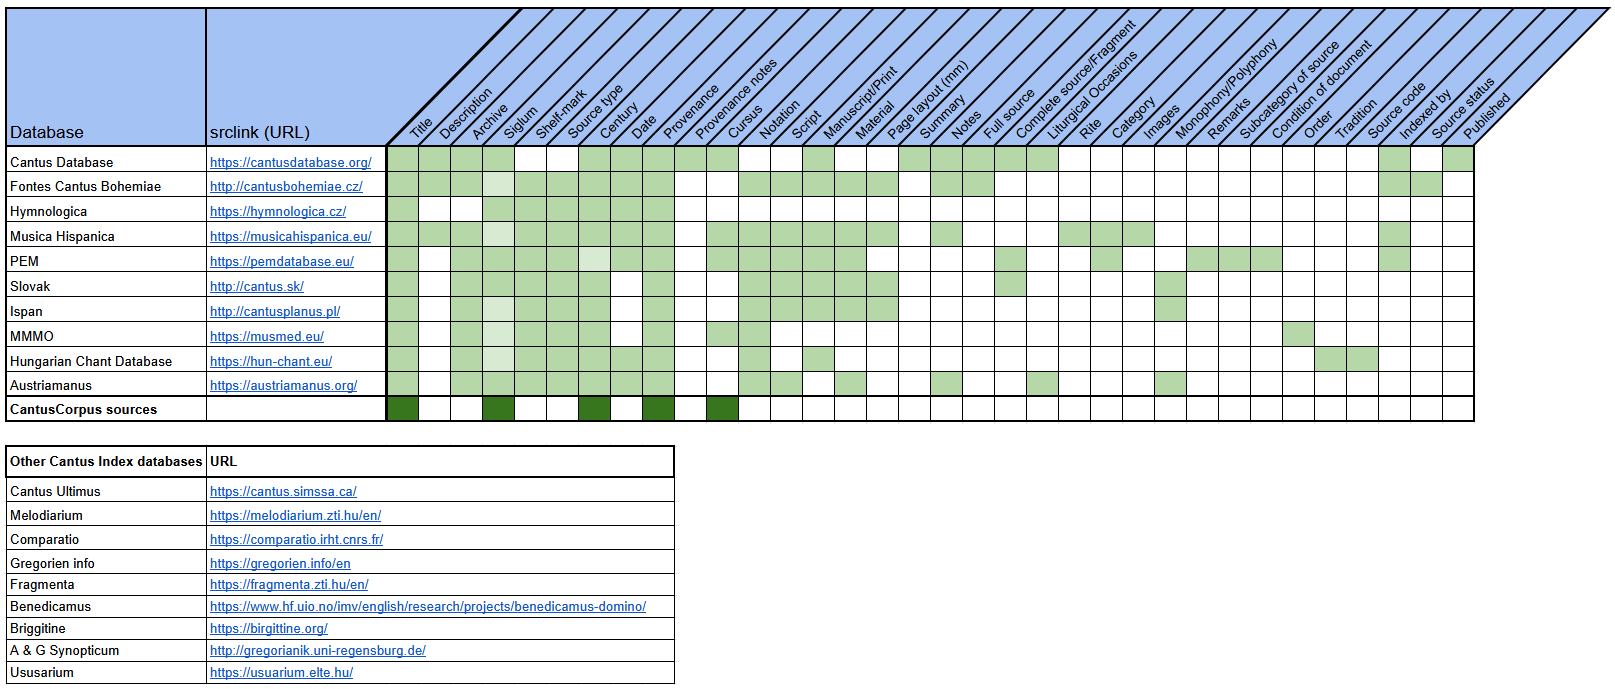 Database srclink (URL) Title Description Archive Siglum Shelf-mark Source type Century Date Provenance Provenance notes Cursus Notation Script Manuscript/Print Material Page layout (mm) Summary Notes Full source Complete source/Fragment Liturgical Occasions Rite Category Images Monophony/Polyphony Remarks Subcategory of source Condition of document Order Tradition Source code Indexed by Source status Published
Cantus Database https://cantusdatabase.org/
Fontes Cantus Bohemiae http://cantusbohemiae.cz/
Hymnologica https://hymnologica.cz/
Musica Hispanica https://musicahispanica.eu/
PEM https://pemdatabase.eu/
Slovak http://cantus.sk/
Ispan http://cantusplanus.pl/
MMMO https://musmed.eu/
Hungarian Chant Database https://hun-chant.eu/
Austriamanus https://austriamanus.org/
CantusCorpus sources
Other Cantus Index databases URL
Cantus Ultimus https://cantus.simssa.ca/
Melodiarium https://melodiarium.zti.hu/en/
Comparatio https://comparatio.irht.cnrs.fr/
Gregorien info https://gregorien.info/en
Fragmenta https://fragmenta.zti.hu/en/
Benedicamus https://www.hf.uio.no/imv/english/research/projects/benedicamus-domino/
Briggitine https://birgittine.org/
A & G Synopticum http://gregorianik.uni-regensburg.de/
Ususarium https://usuarium.elte.hu/